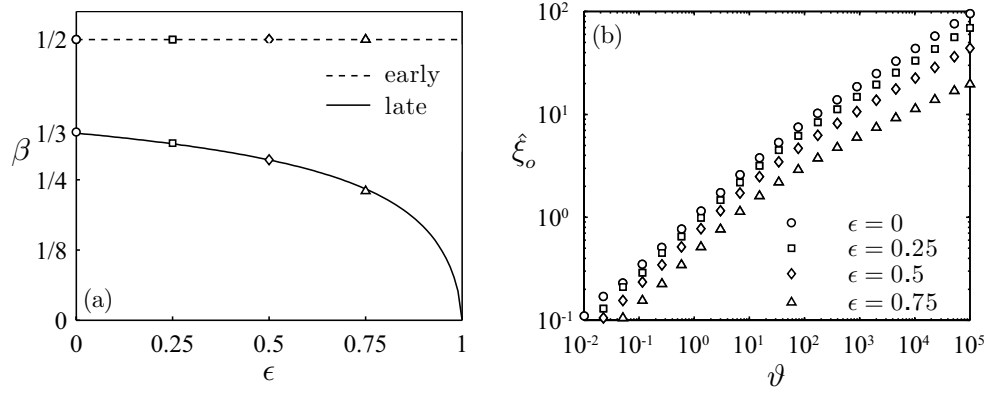 1/2
1/3
1/4
1/8
0
β
early
late
(a)
0 0.25 0.5 0.75 1
ϵ
10^2
10^1
10^0
10^-1
ξ̂_o
(b)
ϵ = 0
ϵ = 0.25
ϵ = 0.5
ϵ = 0.75
10^-2 10^-1 10^0 10^1 10^2 10^3 10^4 10^5
ϑ